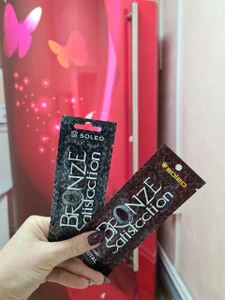 SOLEO
BRONZE
satisfaction
soleo
BRONZE
satisfaction